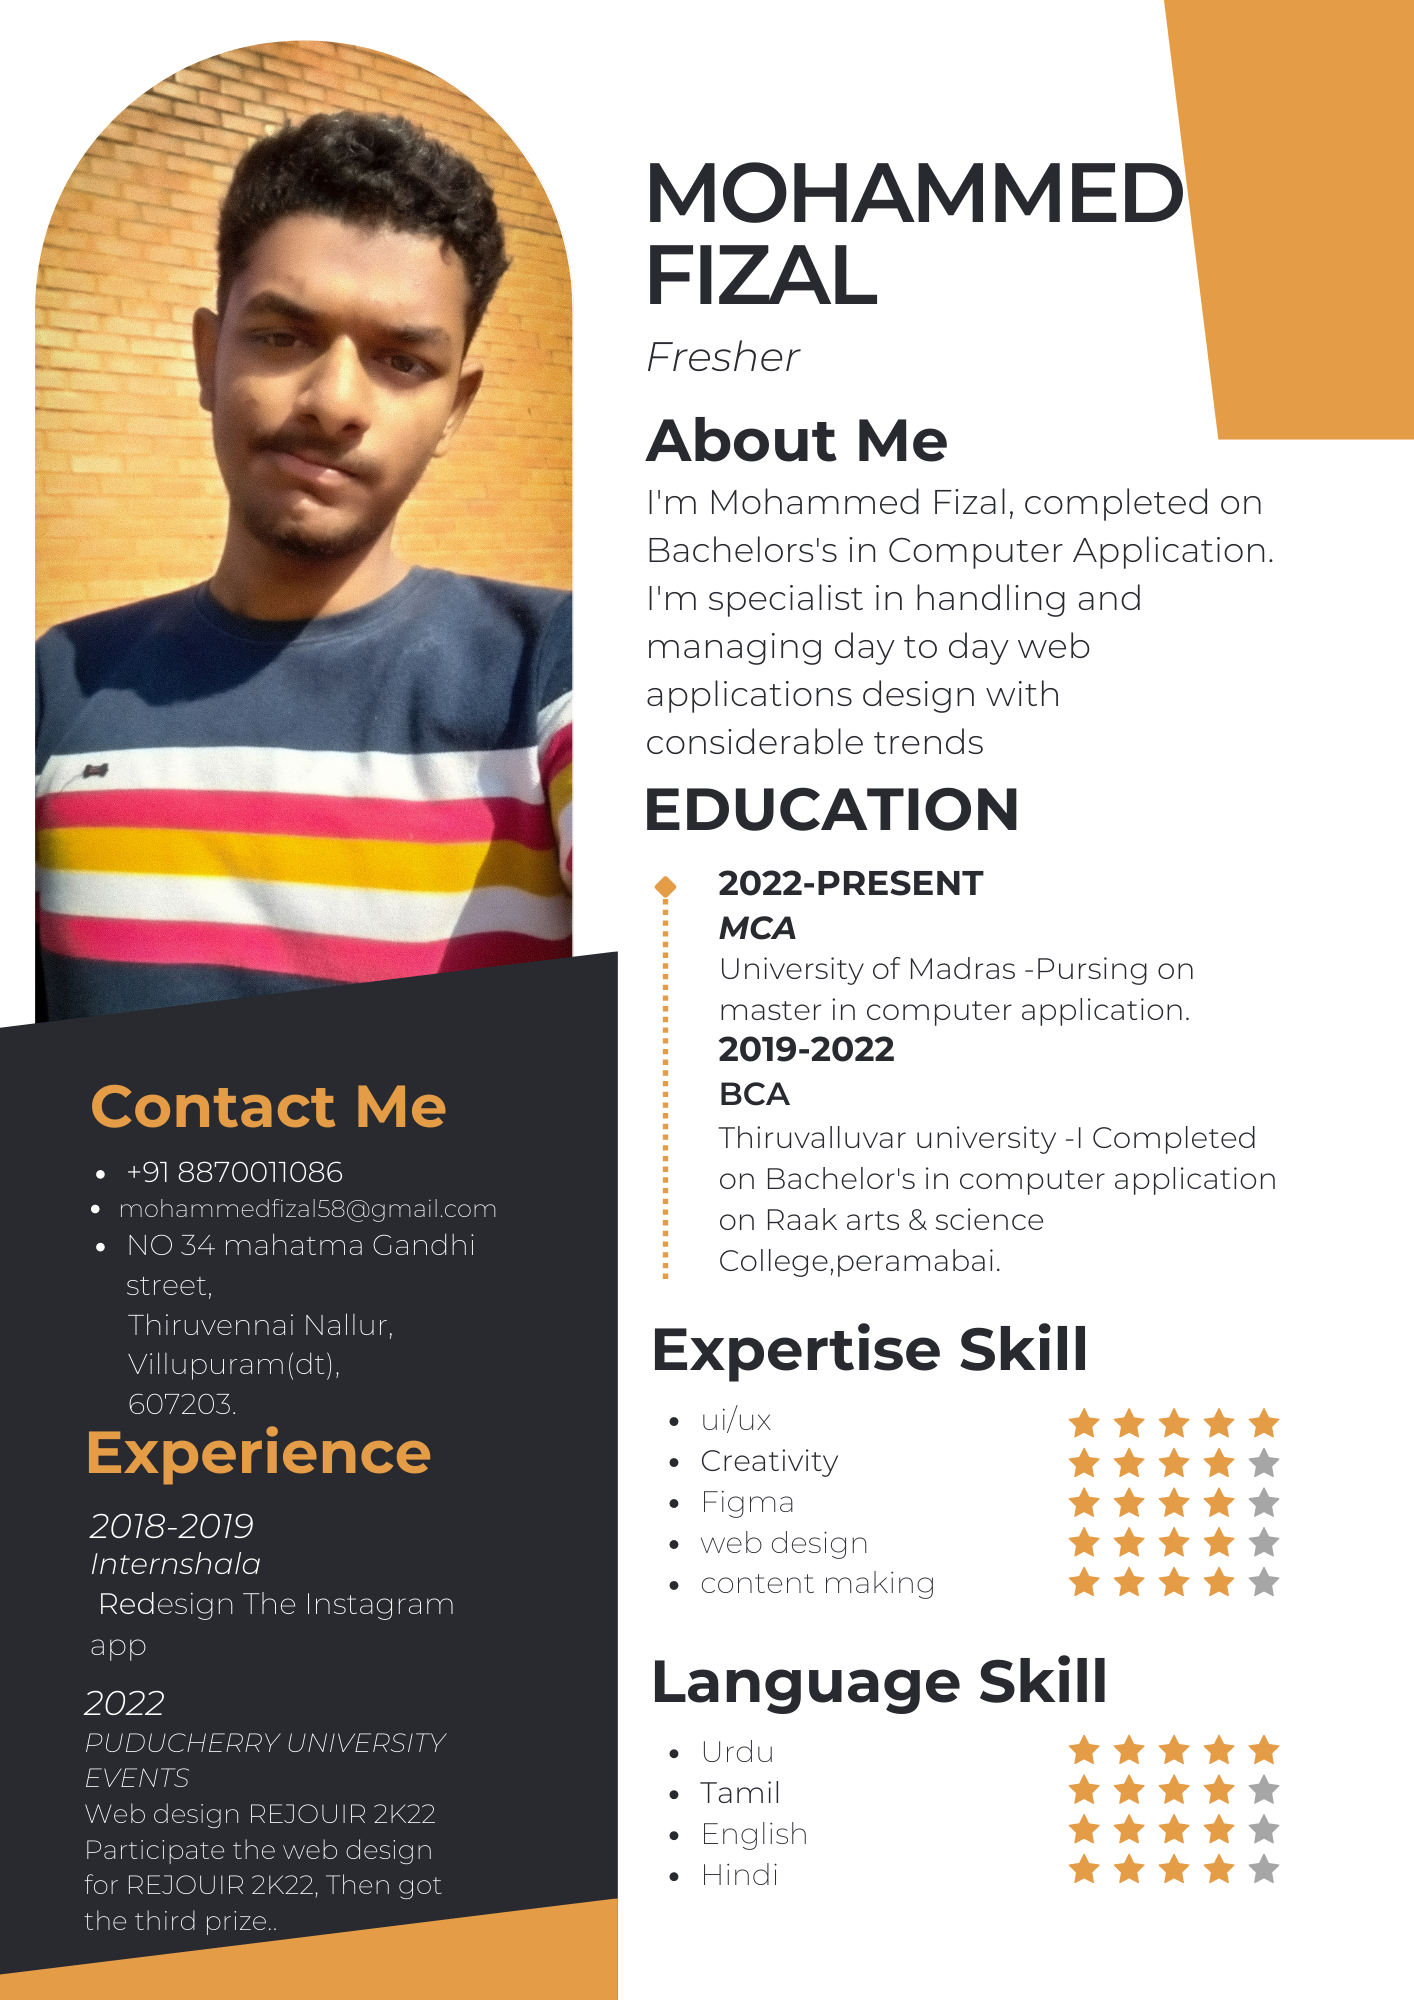 MOHAMMED
FIZAL
Fresher
About Me
I'm Mohammed Fizal, completed on
Bachelors's in Computer Application.
I'm specialist in handling and
managing day to day web
applications design with
considerable trends
EDUCATION
2022-PRESENT
MCA
University of Madras -Pursing on
master in computer application.
2019-2022
BCA
Thiruvalluvar university -I Completed
on Bachelor's in computer application
on Raak arts & science
College,peramabai.
Expertise Skill
ui/ux
Creativity
Figma
web design
content making
Language Skill
Urdu
Tamil
English
Hindi
Contact Me
+91 8870011086
mohammedfizal58@gmail.com
NO 34 mahatma Gandhi
street,
Thiruvennai Nallur,
Villupuram(dt),
607203.
Experience
2018-2019
Internshala
Redesign The Instagram
app
2022
PUDUCHERRY UNIVERSITY
EVENTS
Web design REJOUIR 2K22
Participate the web design
for REJOUIR 2K22, Then got
the third prize..